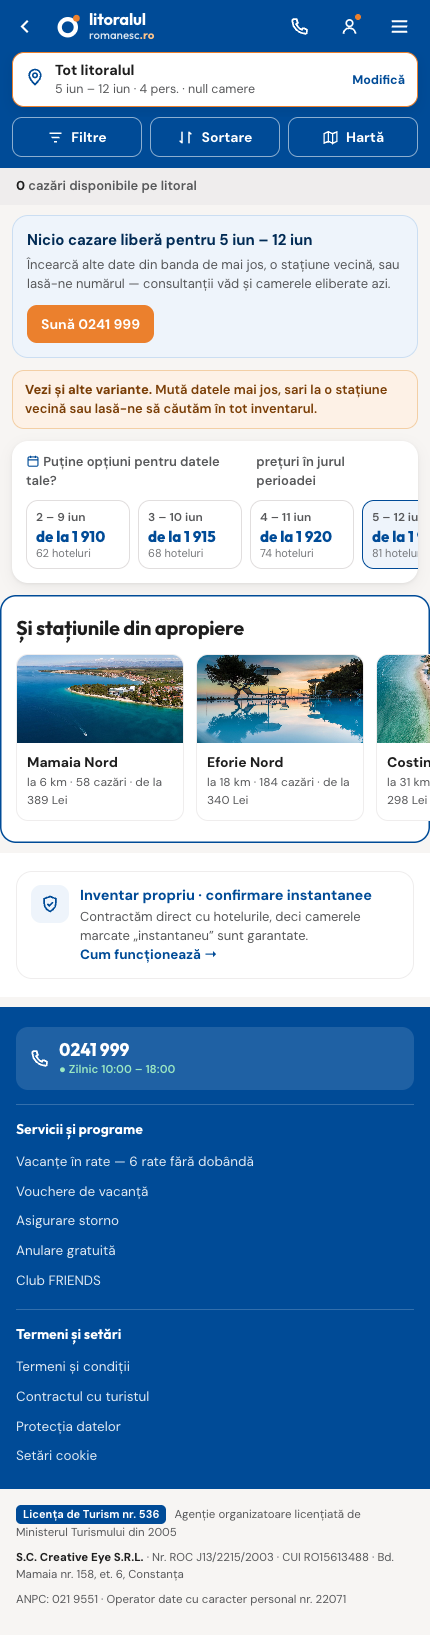 litoralul
romanesc.ro
Tot litoralul
5 iun – 12 iun · 4 pers. · null camere
Modifică
Filtre
Sortare
Hartă
0 cazări disponibile pe litoral
Nicio cazare liberă pentru 5 iun – 12 iun
Încearcă alte date din banda de mai jos, o stațiune vecină, sau
lasă-ne numărul — consultanții văd și camerele eliberate azi.
Sună 0241 999
Vezi și alte variante. Mută datele mai jos, sari la o stațiune
vecină sau lasă-ne să căutăm în tot inventarul.
Puține opțiuni pentru datele
tale?
prețuri în jurul
perioadei
2 – 9 iun
de la 1 910
62 hoteluri
3 – 10 iun
de la 1 915
68 hoteluri
4 – 11 iun
de la 1 920
74 hoteluri
5 – 12 iu
de la 1
81 hotelu
Și stațiunile din apropiere
Mamaia Nord
la 6 km · 58 cazări · de la
389 Lei
Eforie Nord
la 18 km · 184 cazări · de la
340 Lei
Costin
la 31 km
298 Lei
Inventar propriu · confirmare instantanee
Contractăm direct cu hotelurile, deci camerele
marcate „instantaneu” sunt garantate.
Cum funcționează →
0241 999
● Zilnic 10:00 – 18:00
Servicii și programe
Vacanțe în rate — 6 rate fără dobândă
Vouchere de vacanță
Asigurare storno
Anulare gratuită
Club FRIENDS
Termeni și setări
Termeni și condiții
Contractul cu turistul
Protecția datelor
Setări cookie
Licența de Turism nr. 536 Agenție organizatoare licențiată de
Ministerul Turismului din 2005
S.C. Creative Eye S.R.L. · Nr. ROC J13/2215/2003 · CUI RO15613488 · Bd.
Mamaia nr. 158, et. 6, Constanța
ANPC: 021 9551 · Operator date cu caracter personal nr. 22071